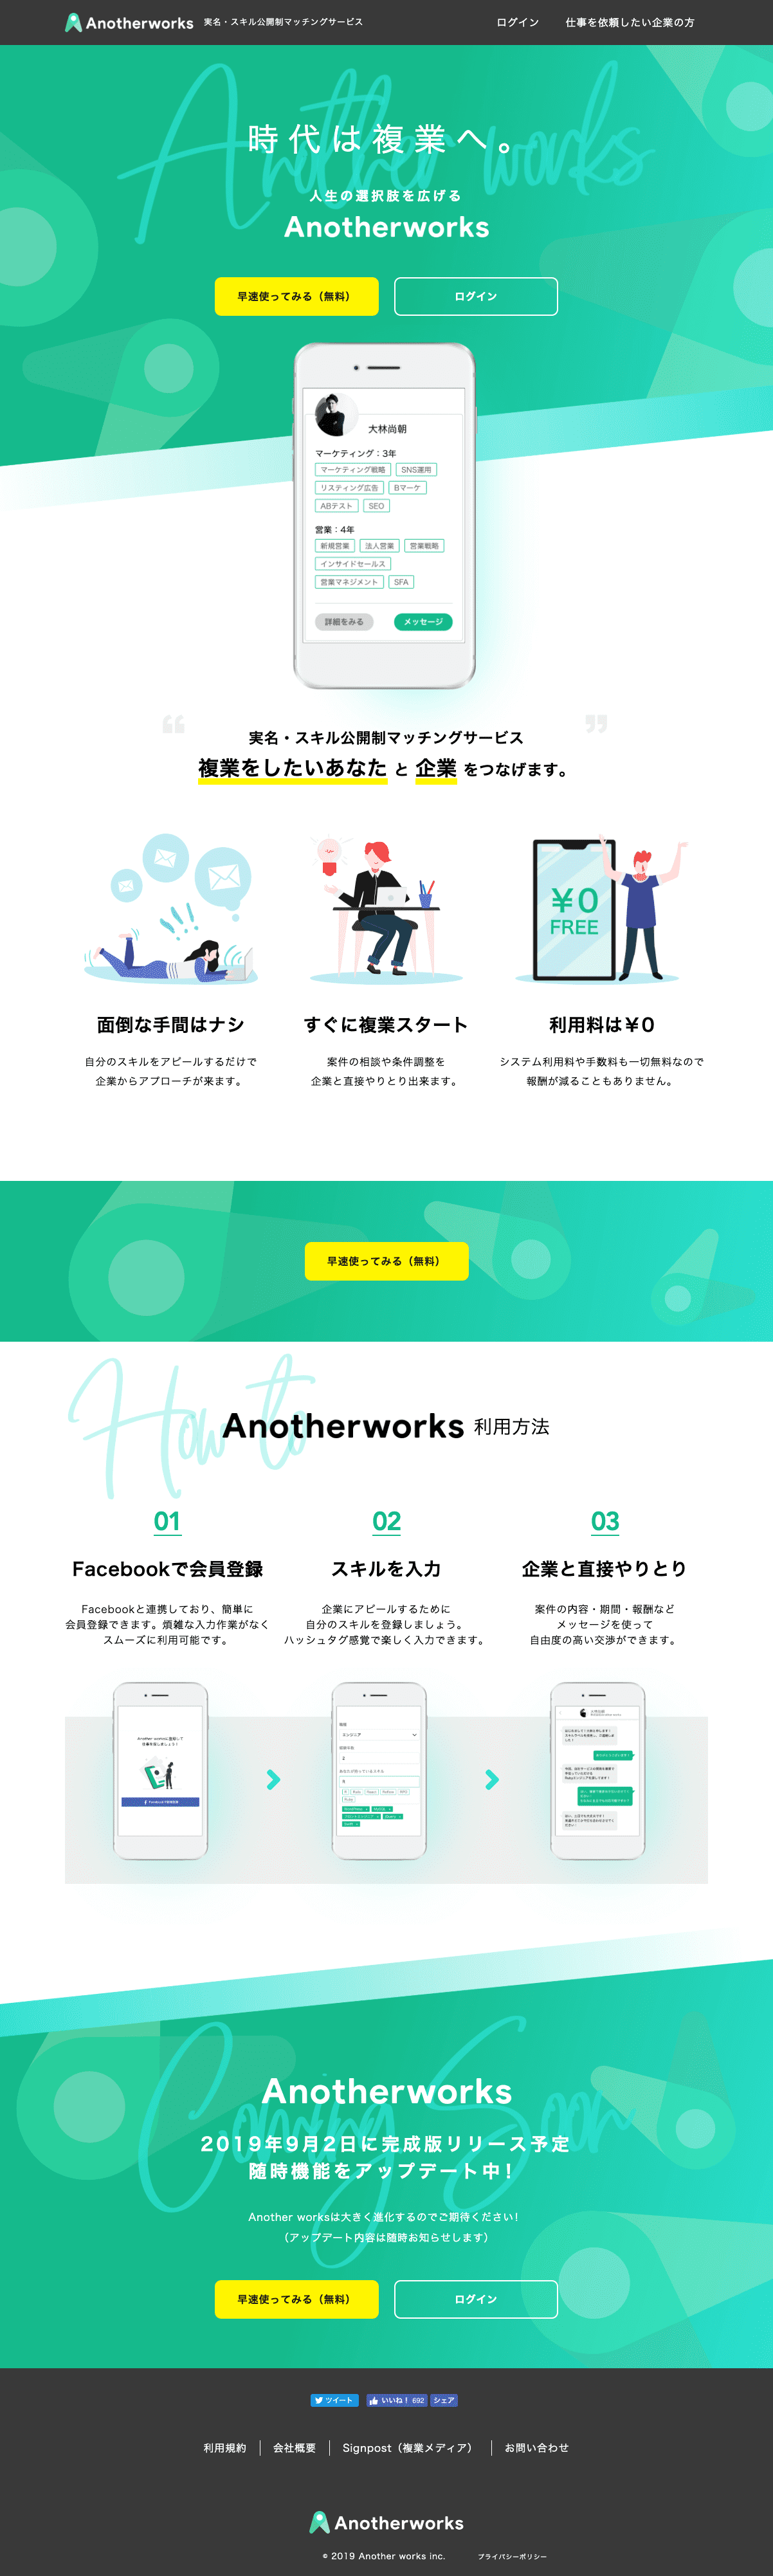 Anotherworks 実名・スキル公開制マッチングサービス ログイン 仕事を依頼したい企業の方
Another works
時代は複業へ。
人生の選択肢を広げる
Anotherworks
早速使ってみる（無料） ログイン
大林尚朝
マーケティング：3年
マーケティング戦略 SNS運用
リスティング広告 Bマーケ
ABテスト SEO
営業：4年
新規営業 法人営業 営業戦略
インサイドセールス
営業マネジメント SFA
詳細をみる メッセージ
実名・スキル公開制マッチングサービス
複業をしたいあなた と 企業 をつなげます。
¥0
FREE
面倒な手間はナシ
自分のスキルをアピールするだけで
企業からアプローチが来ます。
すぐに複業スタート
案件の相談や条件調整を
企業と直接やりとり出来ます。
利用料は¥0
システム利用料や手数料も一切無料なので
報酬が減ることもありません。
早速使ってみる（無料）
How to
Anotherworks 利用方法
01
Facebookで会員登録
Facebookと連携しており、簡単に
会員登録できます。煩雑な入力作業がなく
スムーズに利用可能です。
02
スキルを入力
企業にアピールするために
自分のスキルを登録しましょう。
ハッシュタグ感覚で楽しく入力できます。
03
企業と直接やりとり
案件の内容・期間・報酬など
メッセージを使って
自由度の高い交渉ができます。
Another worksに登録して
仕事を探しましょう！
Coming Soon
Anotherworks
2019年9月2日に完成版リリース予定
随時機能をアップデート中！
Another worksは大きく進化するのでご期待ください！
（アップデート内容は随時お知らせします）
早速使ってみる（無料） ログイン
ツイート いいね！ 692 シェア
利用規約 会社概要 Signpost（複業メディア） お問い合わせ
Anotherworks
© 2019 Another works inc. プライバシーポリシー